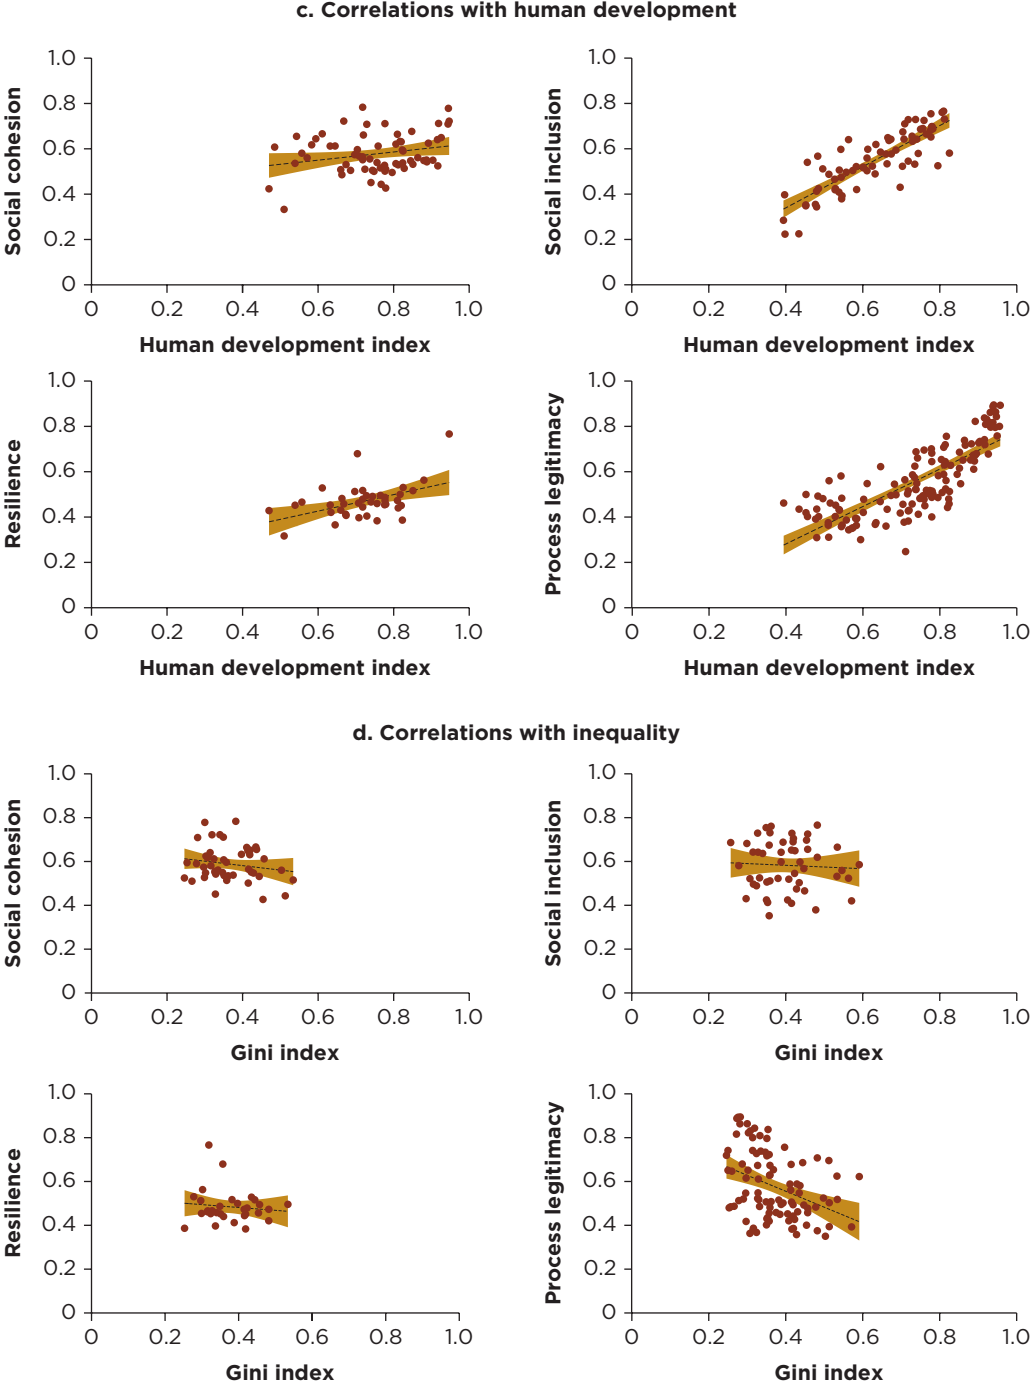 c. Correlations with human development
Social cohesion
1.0
0.8
0.6
0.4
0.2
0
0 0.2 0.4 0.6 0.8 1.0
Human development index
Social inclusion
1.0
0.8
0.6
0.4
0.2
0
0 0.2 0.4 0.6 0.8 1.0
Human development index
Resilience
1.0
0.8
0.6
0.4
0.2
0
0 0.2 0.4 0.6 0.8 1.0
Human development index
Process legitimacy
1.0
0.8
0.6
0.4
0.2
0
0 0.2 0.4 0.6 0.8 1.0
Human development index
d. Correlations with inequality
Social cohesion
1.0
0.8
0.6
0.4
0.2
0
0 0.2 0.4 0.6 0.8 1.0
Gini index
Social inclusion
1.0
0.8
0.6
0.4
0.2
0
0 0.2 0.4 0.6 0.8 1.0
Gini index
Resilience
1.0
0.8
0.6
0.4
0.2
0
0 0.2 0.4 0.6 0.8 1.0
Gini index
Process legitimacy
1.0
0.8
0.6
0.4
0.2
0
0 0.2 0.4 0.6 0.8 1.0
Gini index